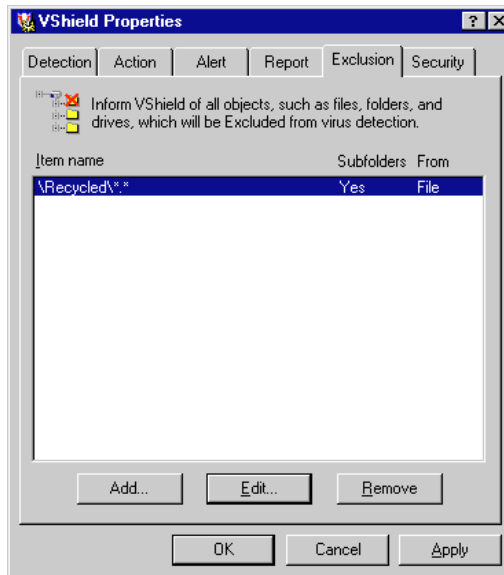 VShield Properties
Detection Action Alert Report Exclusion Security
Inform VShield of all objects, such as files, folders, and
drives, which will be Excluded from virus detection.
Item name Subfolders From
\Recycled\*.* Yes File
Add... Edit... Remove
OK Cancel Apply